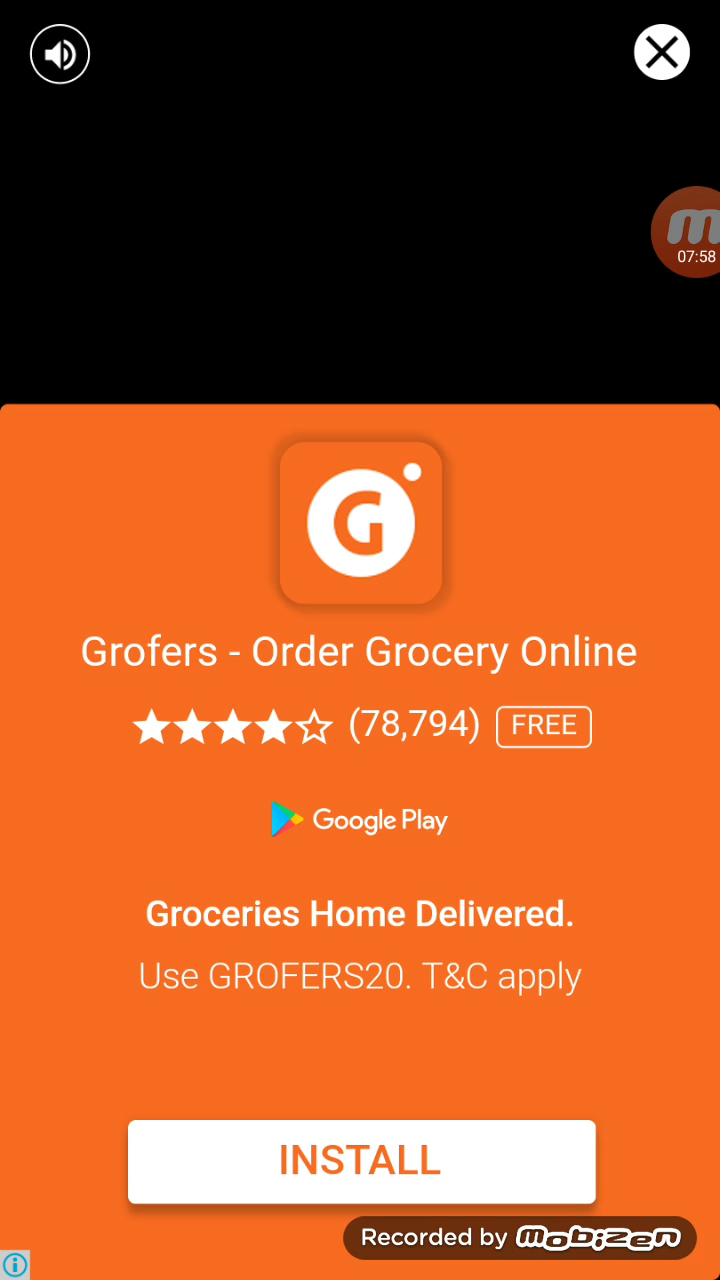 07:58
G
Grofers - Order Grocery Online
(78,794) FREE
Google Play
Groceries Home Delivered.
Use GROFERS20. T&C apply
INSTALL
Recorded by mobizen